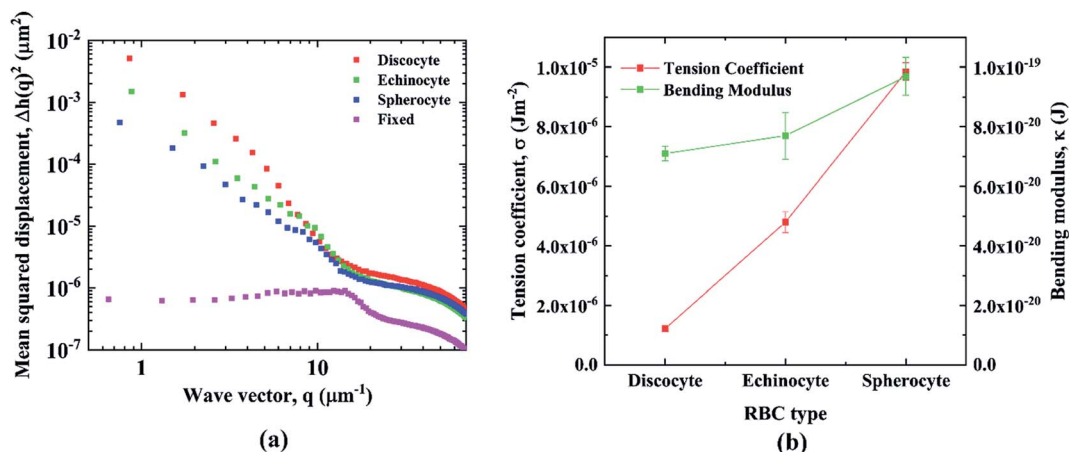 Mean squared displacement, Δh(q)² (μm²)
10⁻²
10⁻³
10⁻⁴
10⁻⁵
10⁻⁶
10⁻⁷
Discocyte
Echinocyte
Spherocyte
Fixed
1 10
Wave vector, q (μm⁻¹)
(a)
Tension coefficient, σ (Jm⁻²)
1.0x10⁻⁵
8.0x10⁻⁶
6.0x10⁻⁶
4.0x10⁻⁶
2.0x10⁻⁶
0.0
Tension Coefficient
Bending Modulus
1.0x10⁻¹⁹
8.0x10⁻²⁰
6.0x10⁻²⁰
4.0x10⁻²⁰
2.0x10⁻²⁰
0.0
Bending modulus, κ (J)
Discocyte Echinocyte Spherocyte
RBC type
(b)